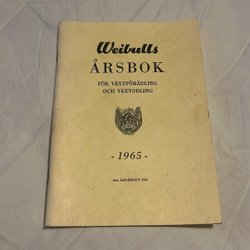 Weibulls
ÅRSBOK
FÖR VÄXTFÖRÄDLING
OCH VÄXTODLING
- 1965 -